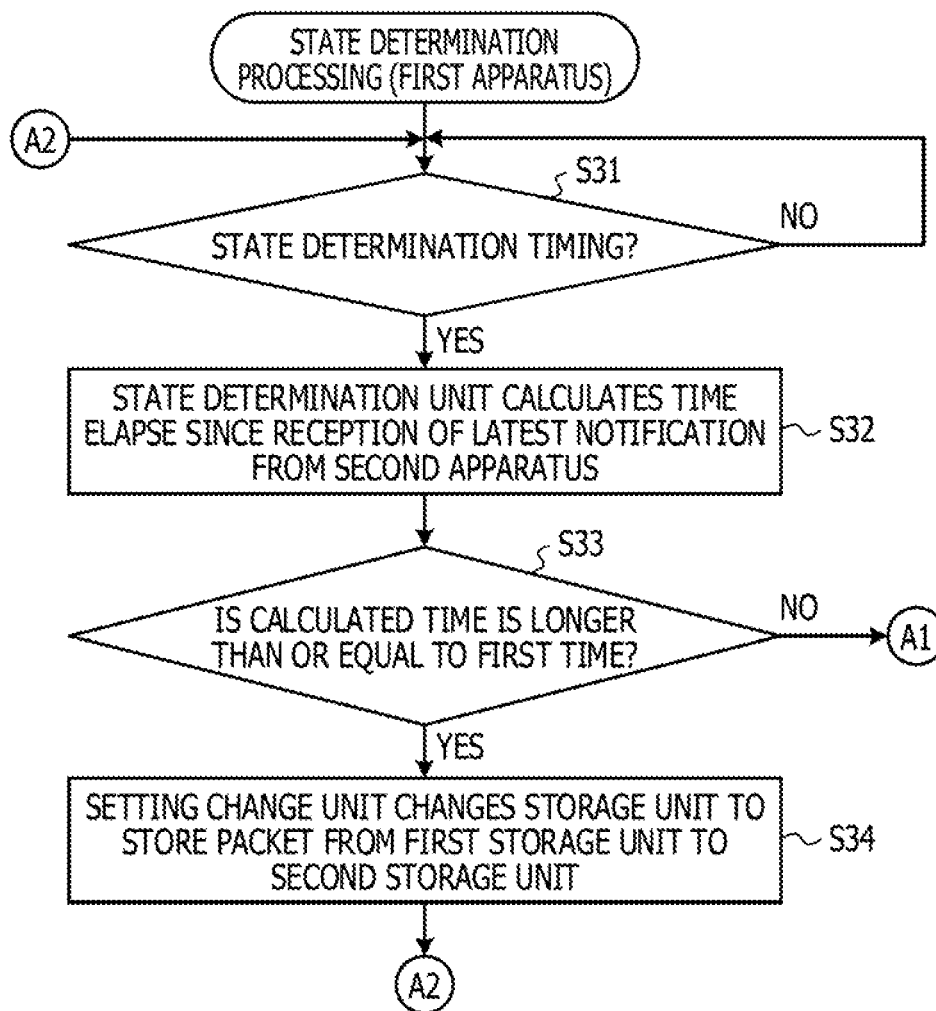 STATE DETERMINATION
PROCESSING (FIRST APPARATUS)
A2
S31
STATE DETERMINATION TIMING?
NO
YES
STATE DETERMINATION UNIT CALCULATES TIME
ELAPSE SINCE RECEPTION OF LATEST NOTIFICATION
FROM SECOND APPARATUS
S32
S33
IS CALCULATED TIME IS LONGER
THAN OR EQUAL TO FIRST TIME?
NO
A1
YES
SETTING CHANGE UNIT CHANGES STORAGE UNIT TO
STORE PACKET FROM FIRST STORAGE UNIT TO
SECOND STORAGE UNIT
S34
A2